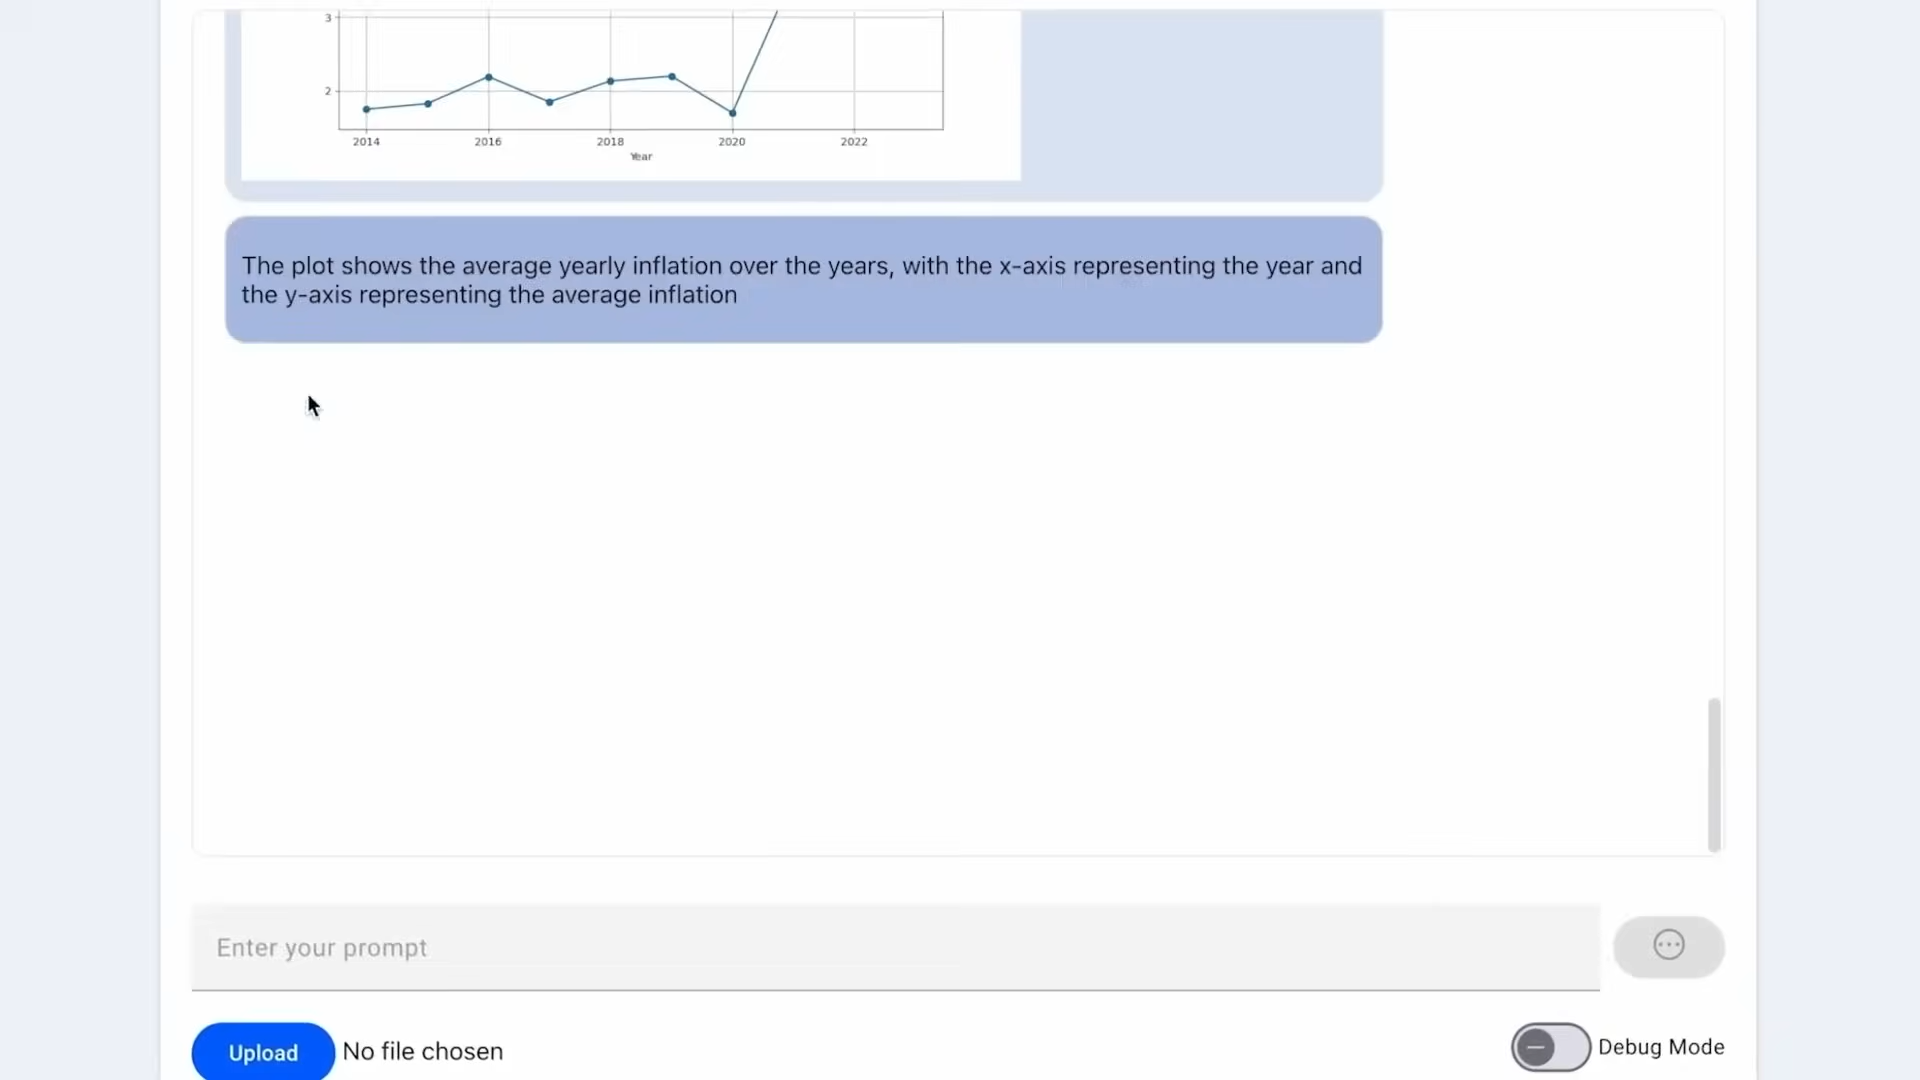 3
2
2014 2016 2018 2020 2022
Year
The plot shows the average yearly inflation over the years, with the x-axis representing the year and
the y-axis representing the average inflation
Enter your prompt
Upload No file chosen
Debug Mode